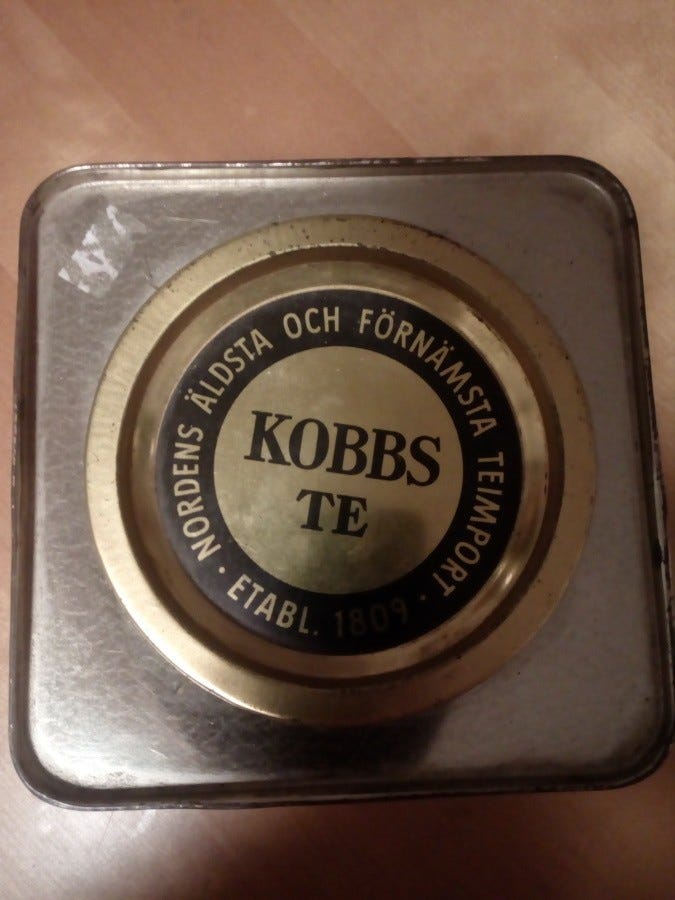 KOBBS
TE
NORDENS ÄLDSTA OCH FÖRNÄMSTA TEIMPORT
· ETABL. 1809 ·